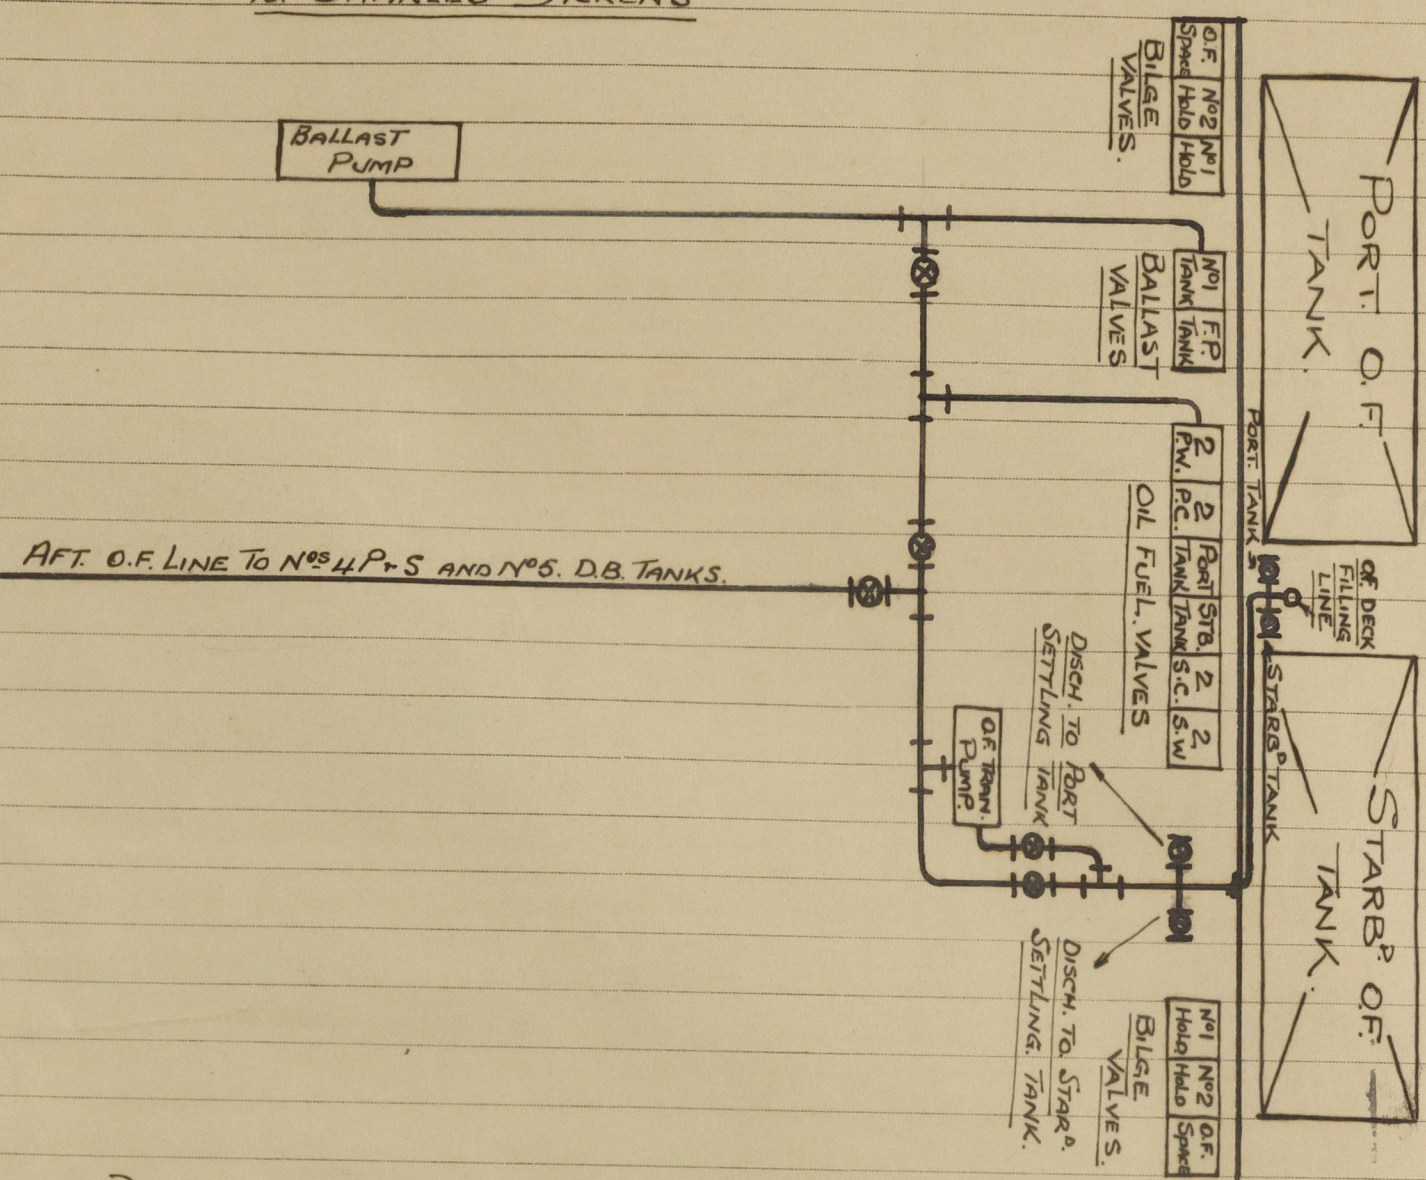 BALLAST
PUMP
BILGE
VALVES.
O.F. Space
No2 Hold
No1 Hold
PORT. O.F.
TANK.
BALLAST
VALVES
No1 TANK
F.P. TANK
PORT. TANK
2 P.W.
2 P.C.
PORT TANK
STB. TANK
2 S.C.
2 S.W
OIL FUEL. VALVES
AFT. O.F. LINE TO Nos 4 P & S AND No5. D.B. TANKS.
OF. DECK
FILLING
LINE
DISCH. TO PORT
SETTLING TANK
O.F. TRAN.
PUMP.
STARBD TANK
STARBD. O.F.
TANK.
DISCH. TO. STARD.
SETTLING. TANK.
BILGE
VALVES.
No1 Hold
No2 Hold
O.F. Space